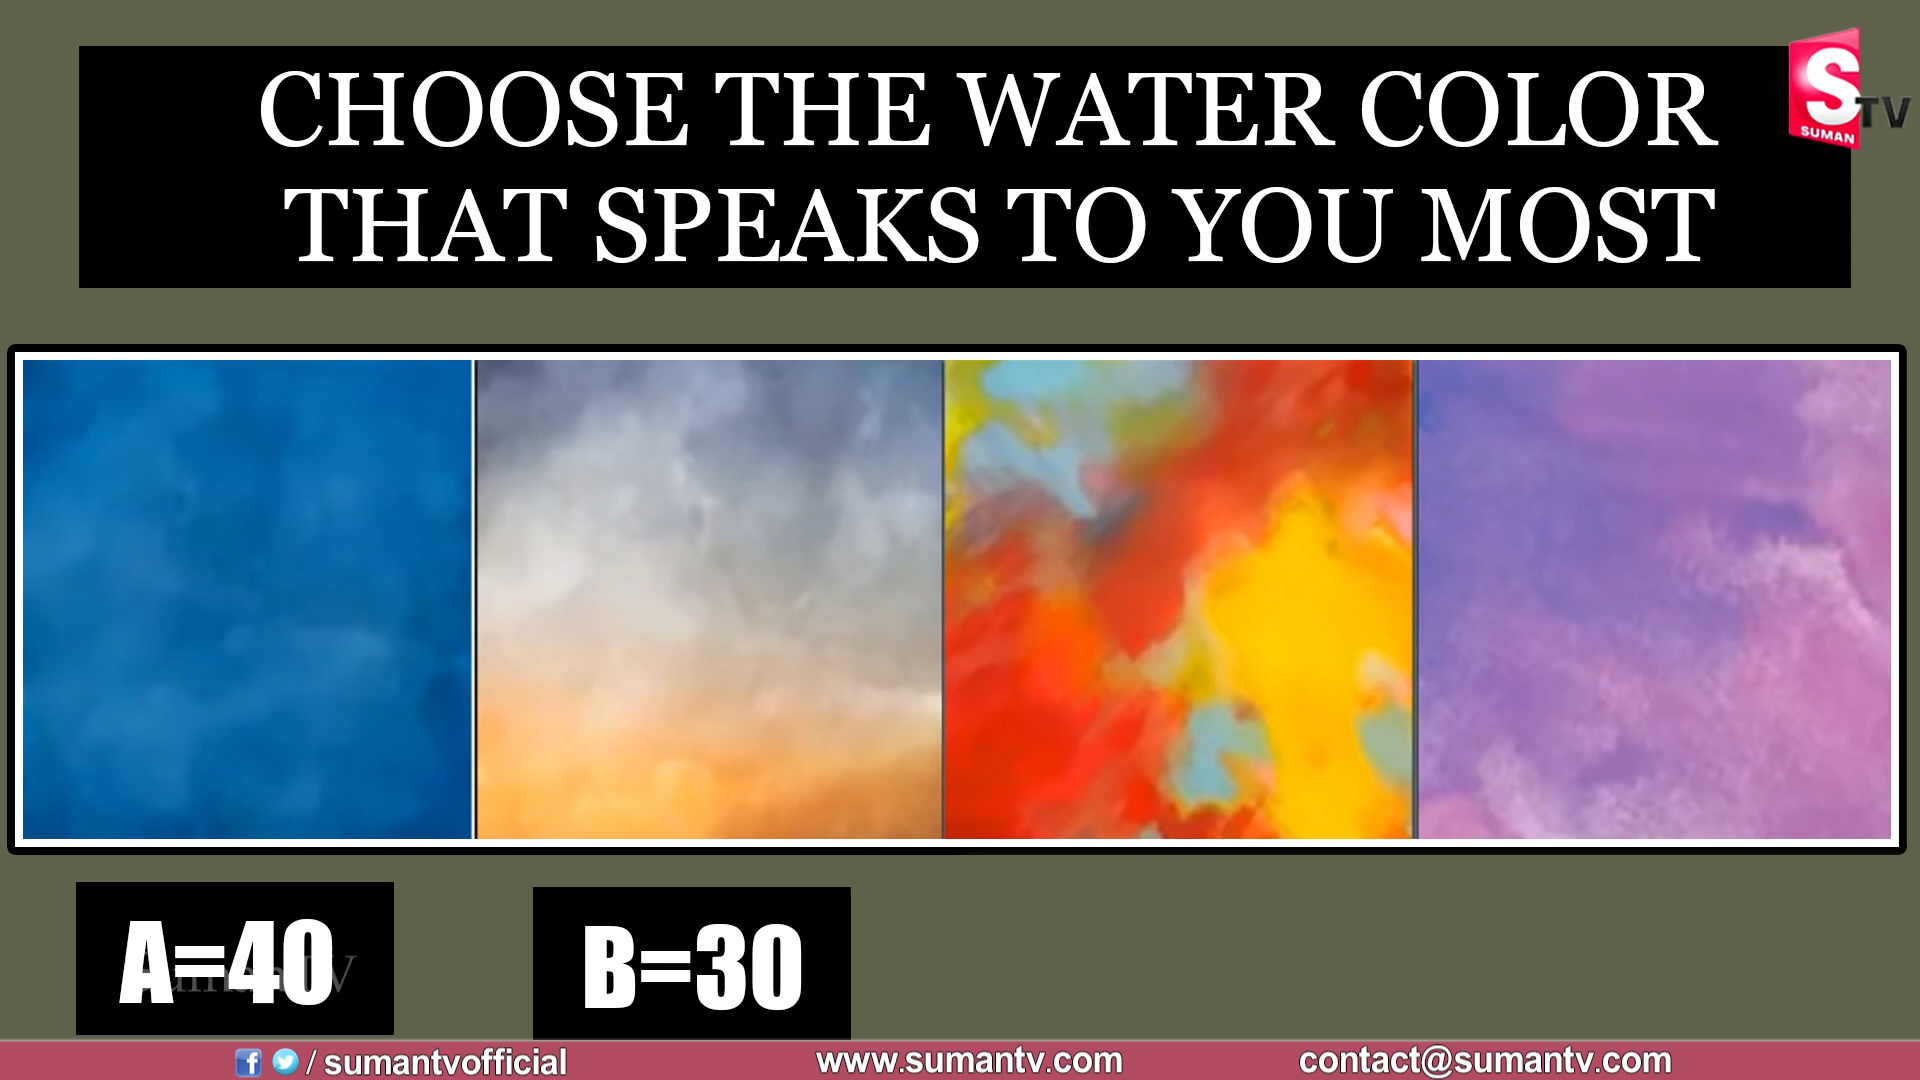 CHOOSE THE WATER COLOR
THAT SPEAKS TO YOU MOST
S TV
SUMAN
A=40
B=30
SumanTV
/ sumantvofficial
www.sumantv.com
contact@sumantv.com